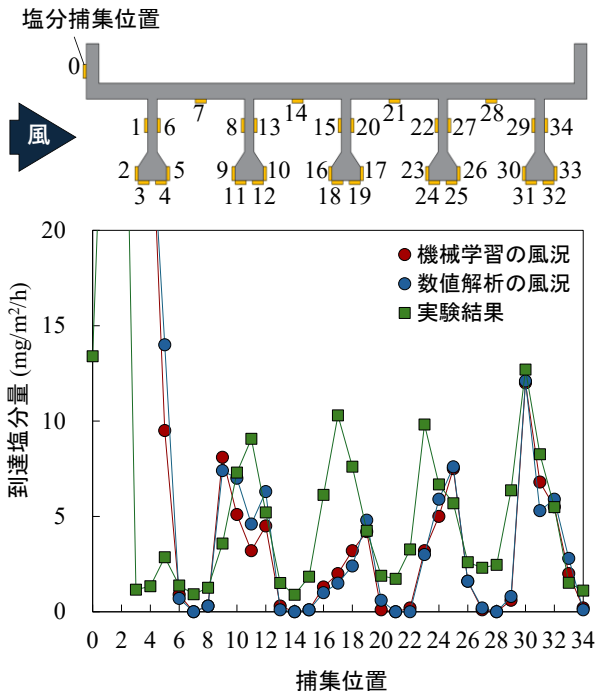 塩分捕集位置
0
風
1 6 7 8 13 14 15 20 21 22 27 28 29 34
2 5 9 10 16 17 23 26 30 33
3 4 11 12 18 19 24 25 31 32
20
機械学習の風況
数値解析の風況
実験結果
15
10
5
0
到達塩分量 (mg/m²/h)
0 2 4 6 8 10 12 14 16 18 20 22 24 26 28 30 32 34
捕集位置